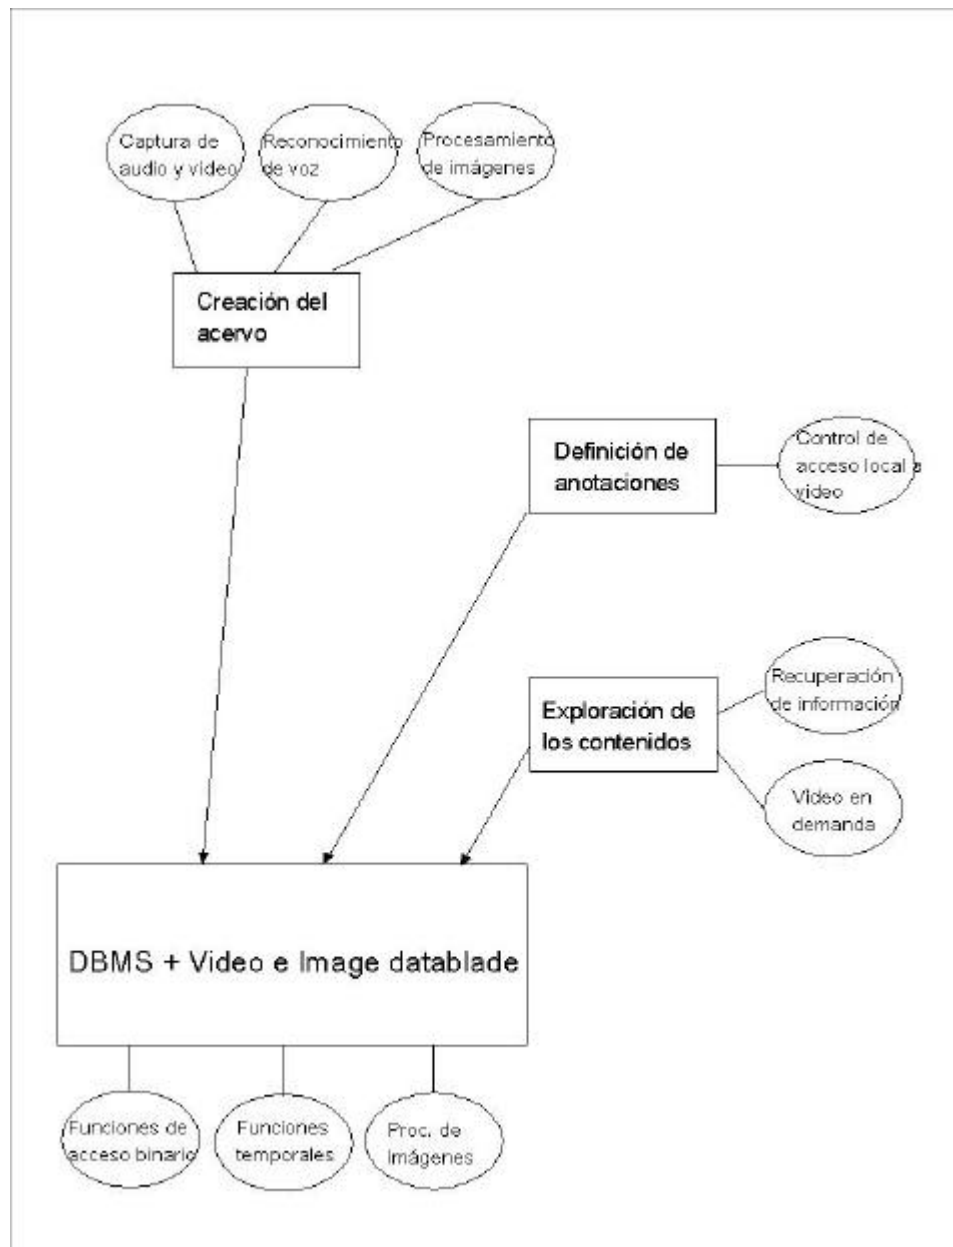 Captura de
audio y video
Reconocimiento
de voz
Procesamiento
de imágenes
Creación del
acervo
Definición de
anotaciones
Control de
acceso local a
video
Exploración de
los contenidos
Recuperación
de información
Video en
demanda
DBMS + Video e Image datablade
Funciones de
acceso binario
Funciones
temporales
Proc. de
Imágenes